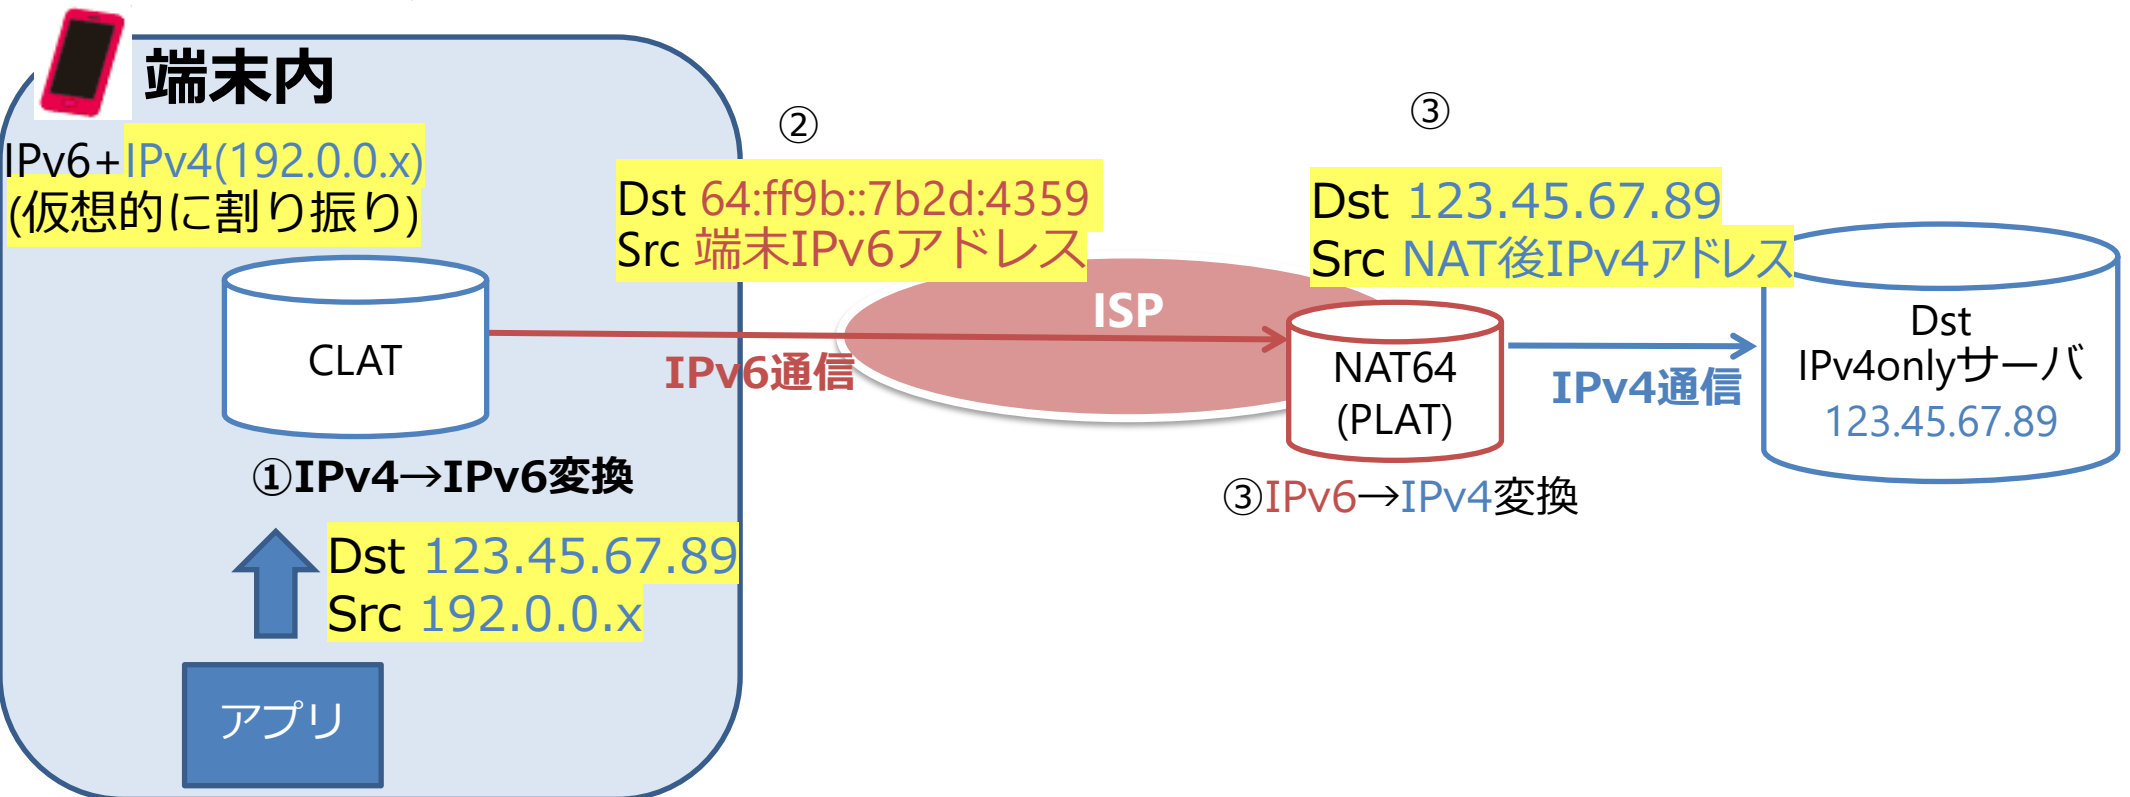 端末内
IPv6+IPv4(192.0.0.x)
(仮想的に割り振り)
CLAT
①IPv4→IPv6変換
Dst 123.45.67.89
Src 192.0.0.x
アプリ
②
Dst 64:ff9b::7b2d:4359
Src 端末IPv6アドレス
ISP
IPv6通信
③
Dst 123.45.67.89
Src NAT後IPv4アドレス
NAT64
(PLAT)
③IPv6→IPv4変換
IPv4通信
Dst
IPv4onlyサーバ
123.45.67.89